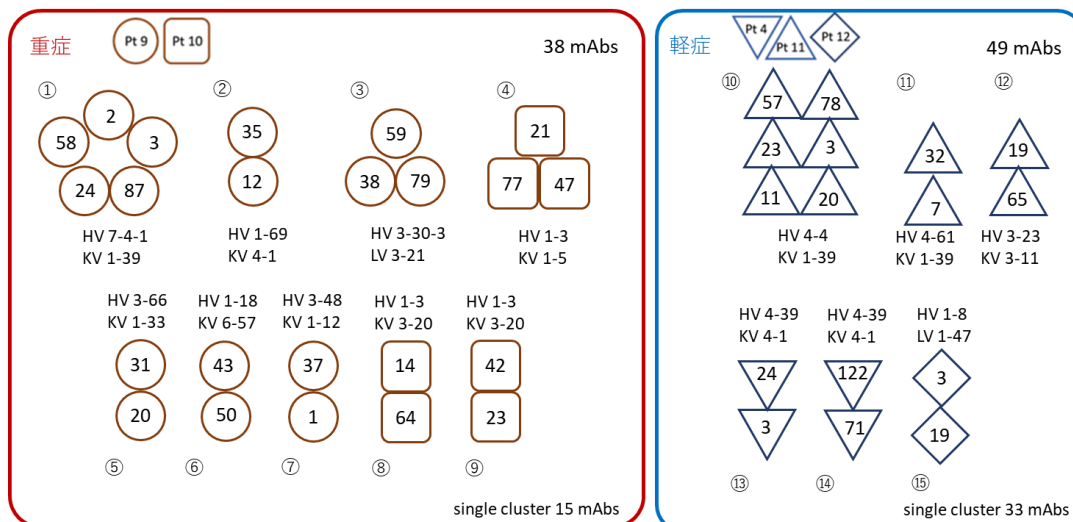 重症
Pt 9
Pt 10
38 mAbs
①
2
58
3
24
87
HV 7-4-1
KV 1-39
②
35
12
HV 1-69
KV 4-1
③
59
38
79
HV 3-30-3
LV 3-21
④
21
77
47
HV 1-3
KV 1-5
HV 3-66
KV 1-33
31
20
⑤
HV 1-18
KV 6-57
43
50
⑥
HV 3-48
KV 1-12
37
1
⑦
HV 1-3
KV 3-20
14
64
⑧
HV 1-3
KV 3-20
42
23
⑨
single cluster 15 mAbs
軽症
Pt 4
Pt 11
Pt 12
49 mAbs
⑩
57
78
23
3
11
20
HV 4-4
KV 1-39
⑪
32
7
HV 4-61
KV 1-39
⑫
19
65
HV 3-23
KV 3-11
HV 4-39
KV 4-1
24
3
⑬
HV 4-39
KV 4-1
122
71
⑭
HV 1-8
LV 1-47
3
19
⑮
single cluster 33 mAbs